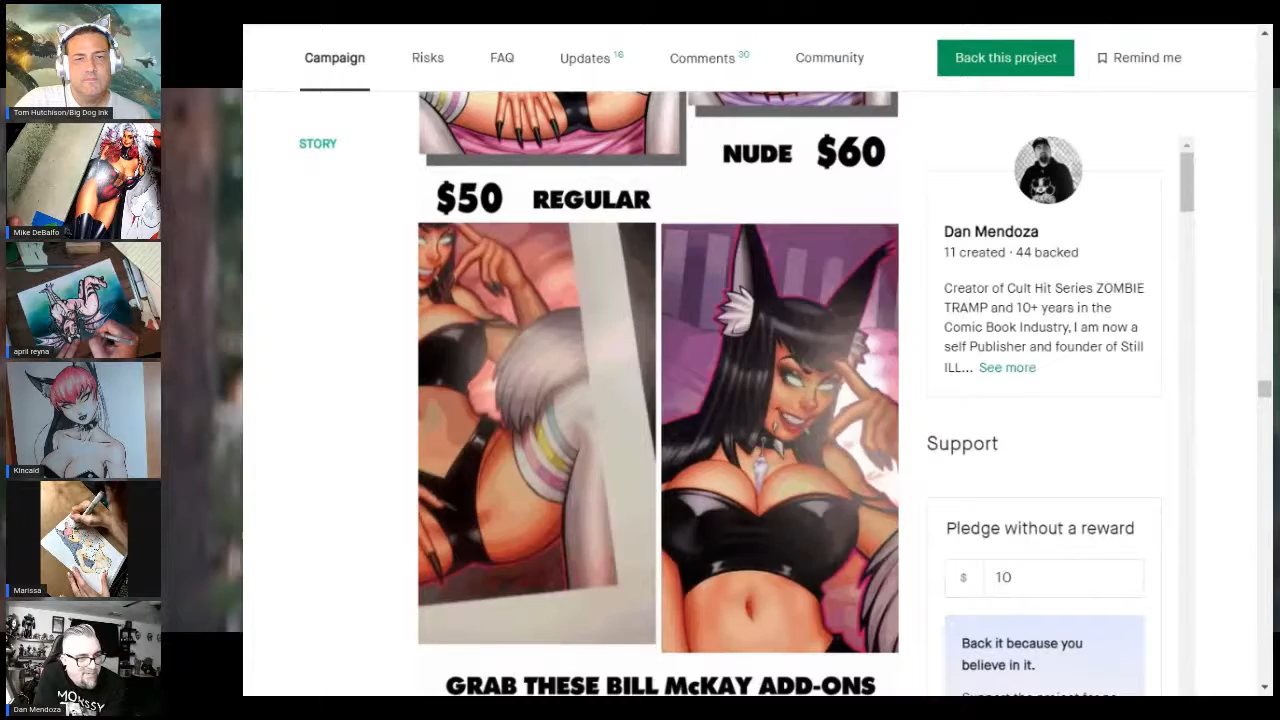 Tom Hutchison/Big Dog Ink
Mike DeBalfo
april reyna
Kincaid
Marissa
Dan Mendoza
Campaign
Risks
FAQ
Updates 16
Comments 30
Community
Back this project
Remind me
STORY
NUDE $60
$50 REGULAR
GRAB THESE BILL McKAY ADD-ONS
Dan Mendoza
11 created · 44 backed
Creator of Cult Hit Series ZOMBIE
TRAMP and 10+ years in the
Comic Book Industry, I am now a
self Publisher and founder of Still
ILL... See more
Support
Pledge without a reward
$ 10
Back it because you
believe in it.